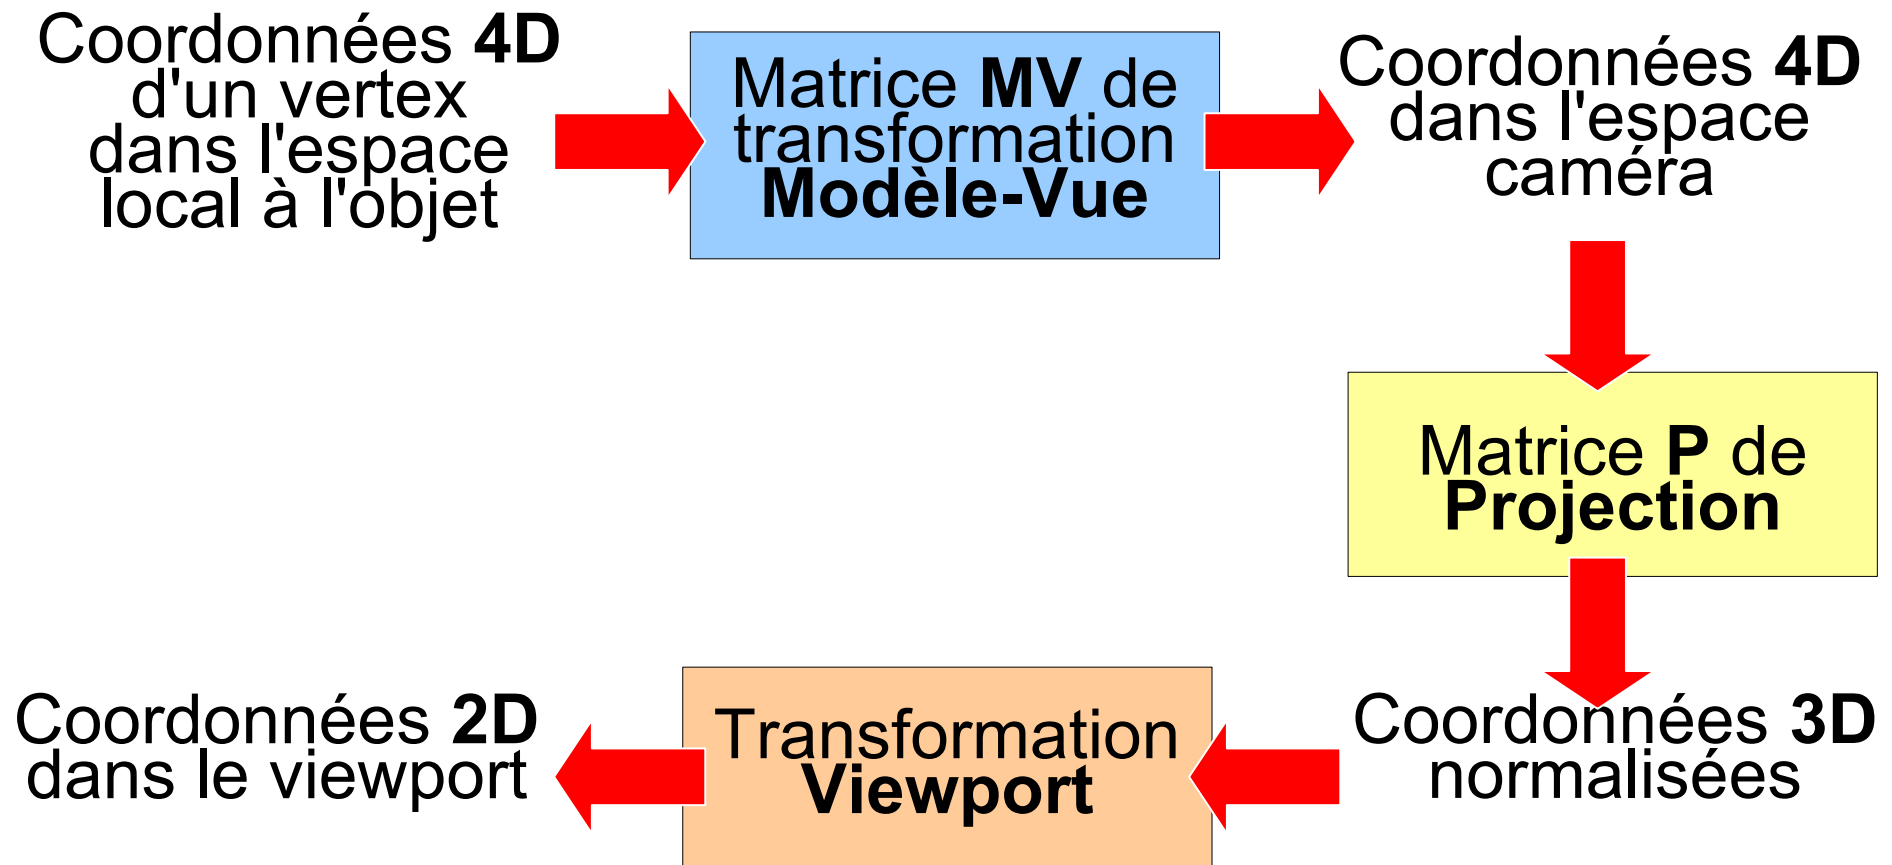 Coordonnées 4D
d'un vertex
dans l'espace
local à l'objet
Matrice MV de
transformation
Modèle-Vue
Coordonnées 4D
dans l'espace
caméra
Matrice P de
Projection
Coordonnées 3D
normalisées
Transformation
Viewport
Coordonnées 2D
dans le viewport